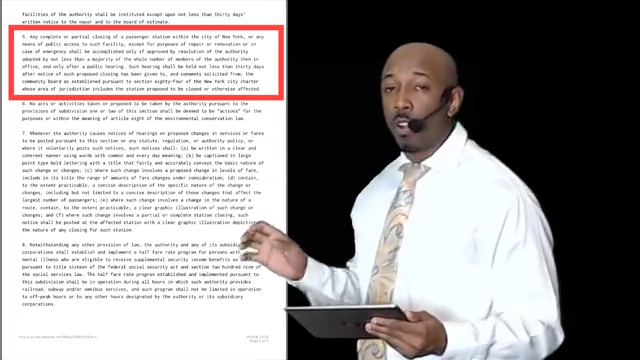 facilities of the authority shall be instituted except upon not less than thirty days'
written notice to the mayor and to the board of estimate.
5. Any complete or partial closing of a passenger station within the city of New York, or any
means of public access to such facility, except for purposes of repair or renovation or in
case of emergency shall be accomplished only if approved by resolution of the authority
adopted by not less than a majority of the whole number of members of the authority then in
office, and only after a public hearing. Such hearing shall be held not less than thirty days
after notice of such proposed closing has been given to, and comments solicited from, the
community board as established pursuant to section eighty-four of the New York city charter
whose area of jurisdiction includes the station proposed to be closed or otherwise affected.
6. No acts or activities taken or proposed to be taken by the authority pursuant to the
provisions of subdivision one or two of this section shall be deemed to be "actions" for the
purposes or within the meaning of article eight of the environmental conservation law.
7. Whenever the authority causes notices of hearings on proposed changes in services or fares
to be posted pursuant to this section or any statute, regulation, or authority policy, or
where it voluntarily posts such notices, such notices shall: (a) be written in a clear and
coherent manner using words with common and every day meaning; (b) be captioned in large
point type bold lettering with a title that fairly and accurately conveys the basic nature of
such change or changes; (c) where such change involves a proposed change in levels of fare,
include in its title the range of amounts of fare changes under consideration; (d) contain,
to the extent practicable, a concise description of the specific nature of the change or
changes, including but not limited to a concise description of those changes that affect the
largest number of passengers; (e) where such change involves a change in the nature of a
route, contain, to the extent practicable, a clear graphic illustration of such change or
changes; and (f) where such change involves a partial or complete station closing, such
notice shall be posted at the affected station with a clear graphic illustration depicting
the nature of any closing for such station.
8. Notwithstanding any other provision of law, the authority and any of its subsidiary
corporations shall establish and implement a half fare rate program for persons with
mental illness who are eligible to receive supplemental security income benefits as
pursuant to title sixteen of the federal social security act and section two hundred nine of
the social services law. The half fare rate program established and implemented pursuant to
this subdivision shall be in operation during all hours in which such authority provides
railroad, subway and/or omnibus services, and such program shall not be limited in operation
to off-peak hours or to any other hours designated by the authority or its subsidiary
corporations.